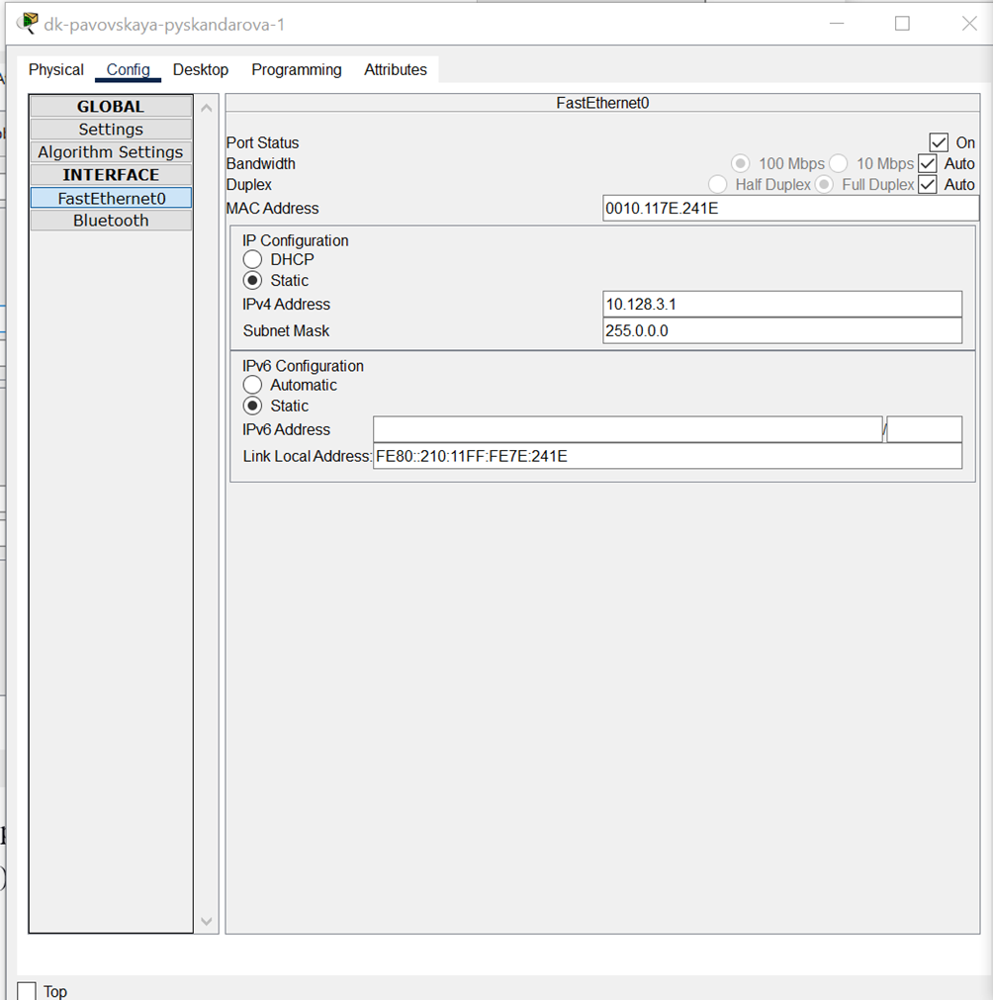 dk-pavovskaya-pyskandarova-1
Physical Config Desktop Programming Attributes
GLOBAL
Settings
Algorithm Settings
INTERFACE
FastEthernet0
Bluetooth
FastEthernet0
Port Status On
Bandwidth 100 Mbps 10 Mbps Auto
Duplex Half Duplex Full Duplex Auto
MAC Address 0010.117E.241E
IP Configuration
DHCP
Static
IPv4 Address 10.128.3.1
Subnet Mask 255.0.0.0
IPv6 Configuration
Automatic
Static
IPv6 Address /
Link Local Address: FE80::210:11FF:FE7E:241E
Top